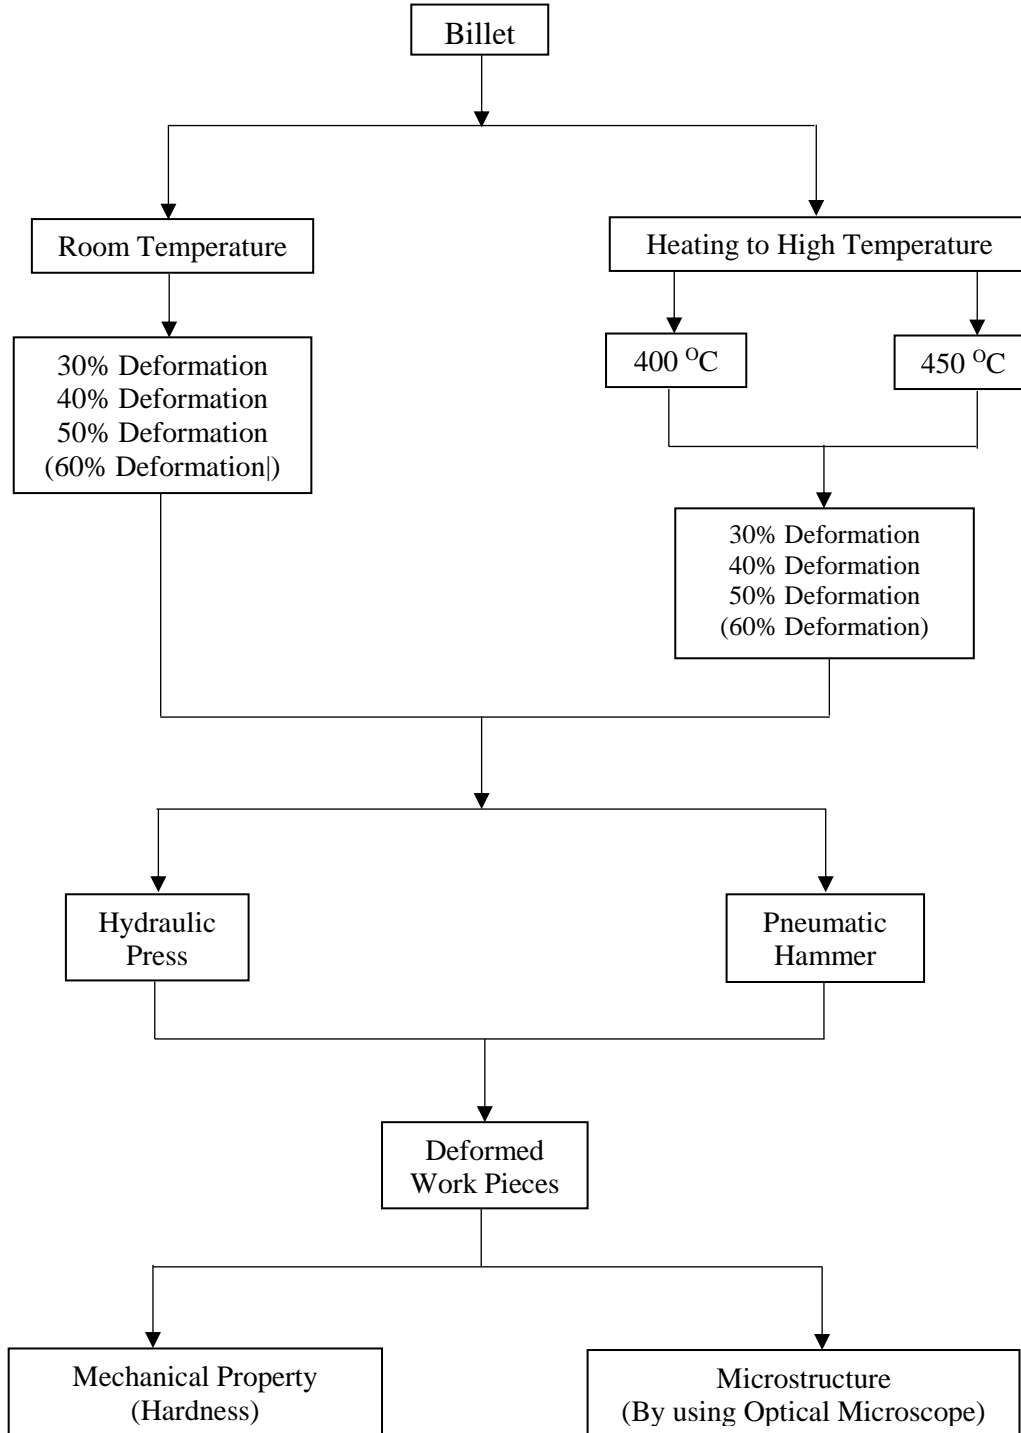 Billet
Room Temperature
Heating to High Temperature
30% Deformation
40% Deformation
50% Deformation
(60% Deformation|)
400 ᴼC
450 ᴼC
30% Deformation
40% Deformation
50% Deformation
(60% Deformation)
Hydraulic
Press
Pneumatic
Hammer
Deformed
Work Pieces
Mechanical Property
(Hardness)
Microstructure
(By using Optical Microscope)